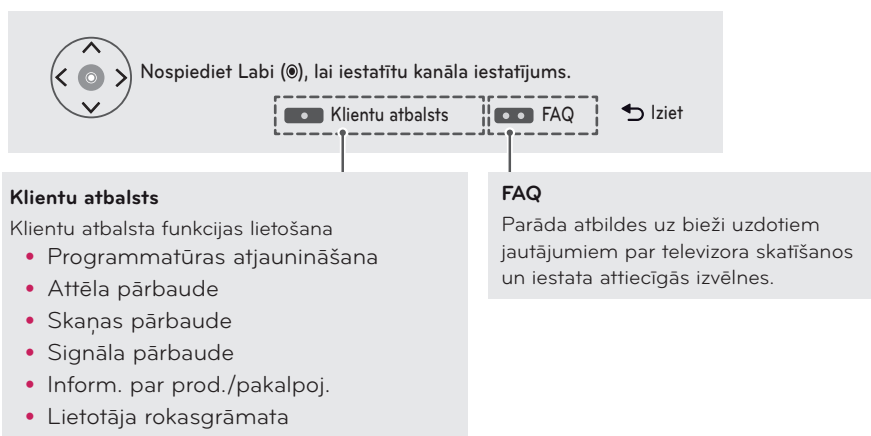 Nospiediet Labi (◉), lai iestatītu kanāla iestatījums.
Klientu atbalsts FAQ Iziet
Klientu atbalsts
Klientu atbalsta funkcijas lietošana
• Programmatūras atjaunināšana
• Attēla pārbaude
• Skaņas pārbaude
• Signāla pārbaude
• Inform. par prod./pakalpoj.
• Lietotāja rokasgrāmata
FAQ
Parāda atbildes uz bieži uzdotiem
jautājumiem par televizora skatīšanos
un iestata attiecīgās izvēlnes.